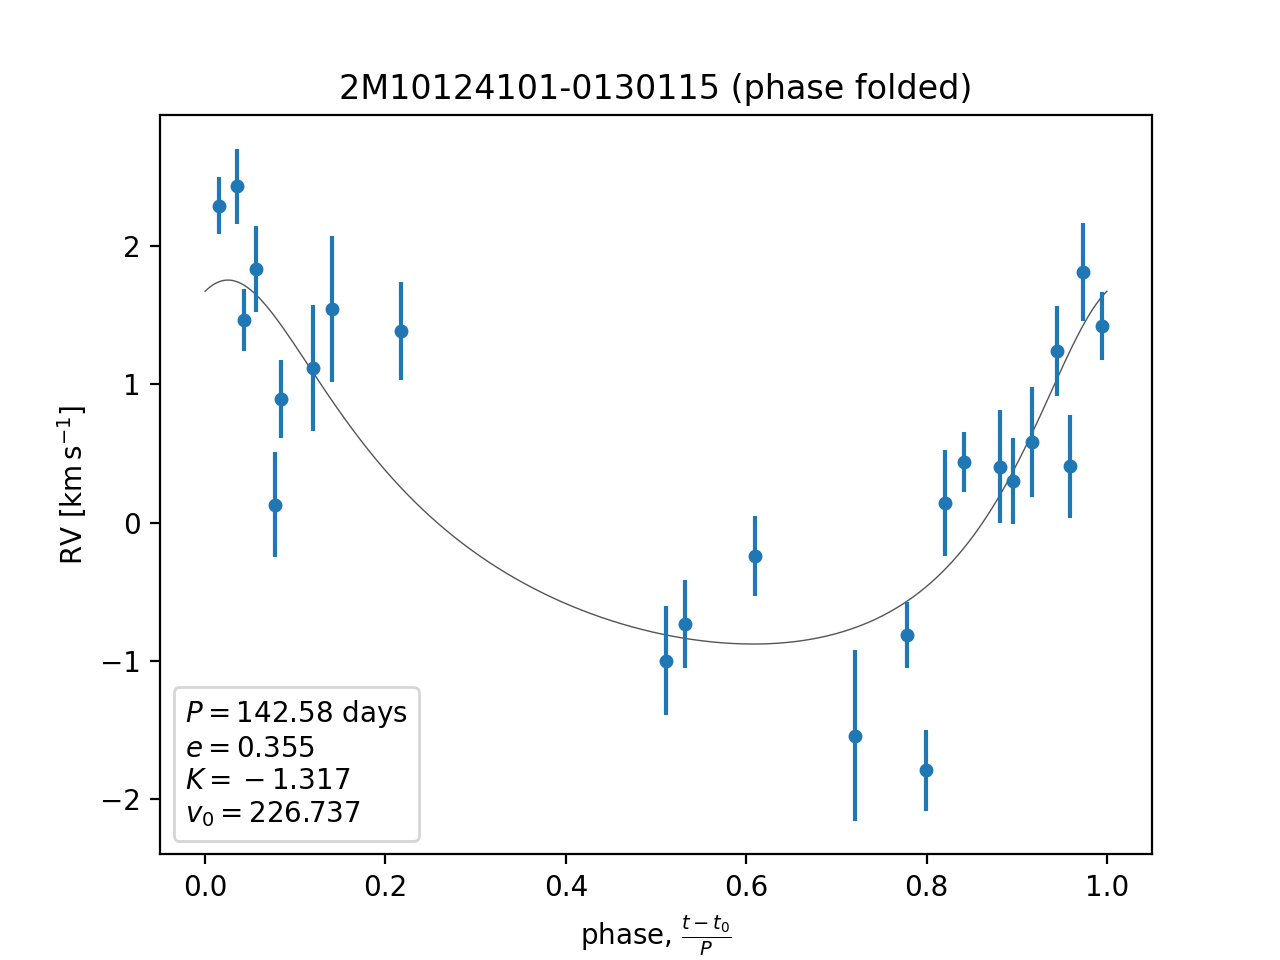 2M10124101-0130115 (phase folded)
RV [km s⁻¹]
2
1
0
−1
−2
P = 142.58 days
e = 0.355
K = −1.317
v₀ = 226.737
0.0 0.2 0.4 0.6 0.8 1.0
phase, (t − t₀)/P